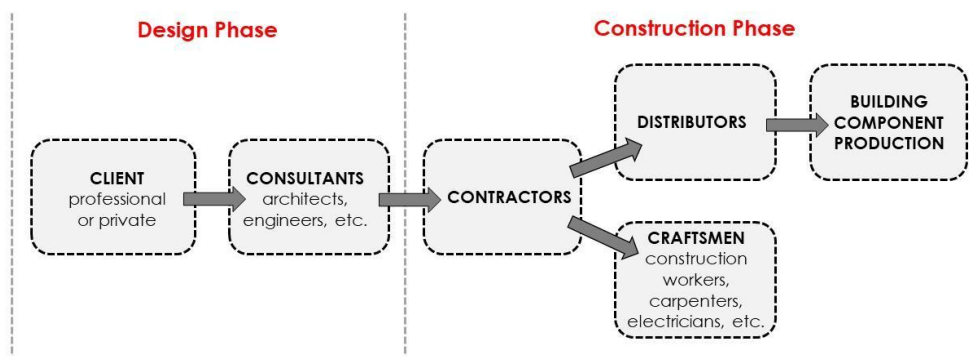 Design Phase
Construction Phase
CLIENT
professional
or private
CONSULTANTS
architects,
engineers, etc.
CONTRACTORS
DISTRIBUTORS
BUILDING
COMPONENT
PRODUCTION
CRAFTSMEN
construction
workers,
carpenters,
electricians, etc.